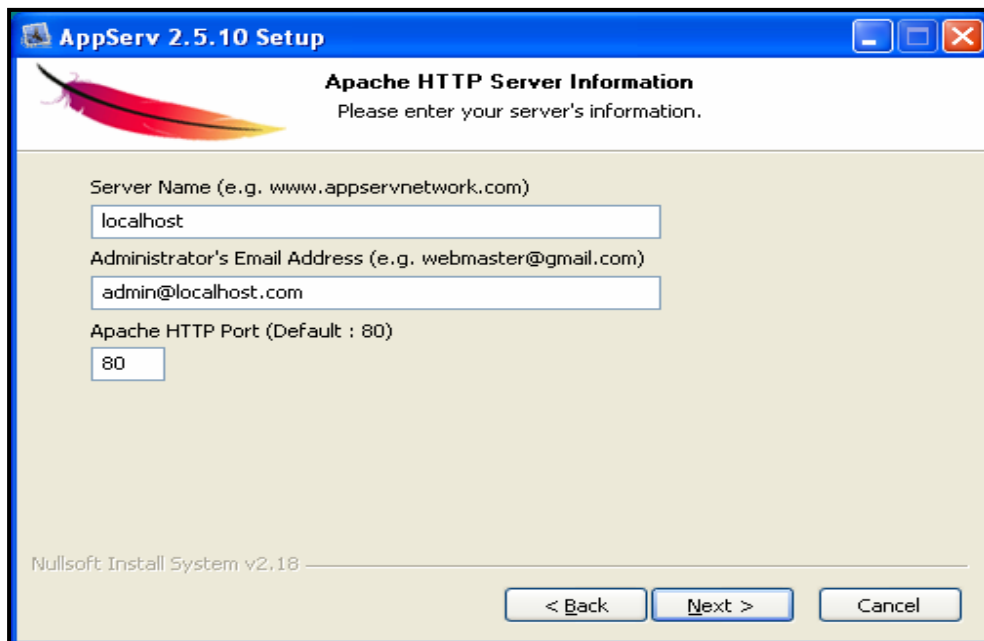 AppServ 2.5.10 Setup
Apache HTTP Server Information
Please enter your server's information.
Server Name (e.g. www.appservnetwork.com)
localhost
Administrator's Email Address (e.g. webmaster@gmail.com)
admin@localhost.com
Apache HTTP Port (Default : 80)
80
Nullsoft Install System v2.18
< Back Next > Cancel